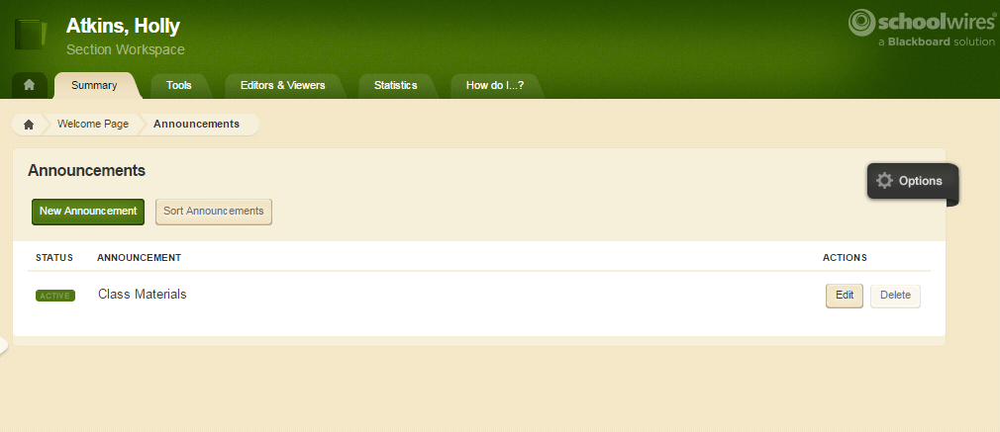 Atkins, Holly
Section Workspace
schoolwires®
a Blackboard solution
Summary Tools Editors & Viewers Statistics How do I...?
Welcome Page Announcements
Announcements
Options
New Announcement Sort Announcements
STATUS ANNOUNCEMENT ACTIONS
ACTIVE Class Materials Edit Delete